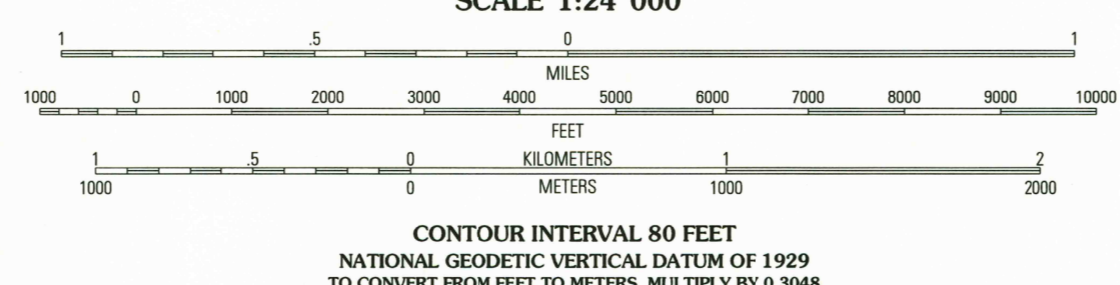 SCALE 1:24 000
1 .5 0 1
MILES
1000 0 1000 2000 3000 4000 5000 6000 7000 8000 9000 10000
FEET
1 .5 0 KILOMETERS 1 2
1000 0 METERS 1000 2000
CONTOUR INTERVAL 80 FEET
NATIONAL GEODETIC VERTICAL DATUM OF 1929
TO CONVERT FROM FEET TO METERS, MULTIPLY BY 0.3048